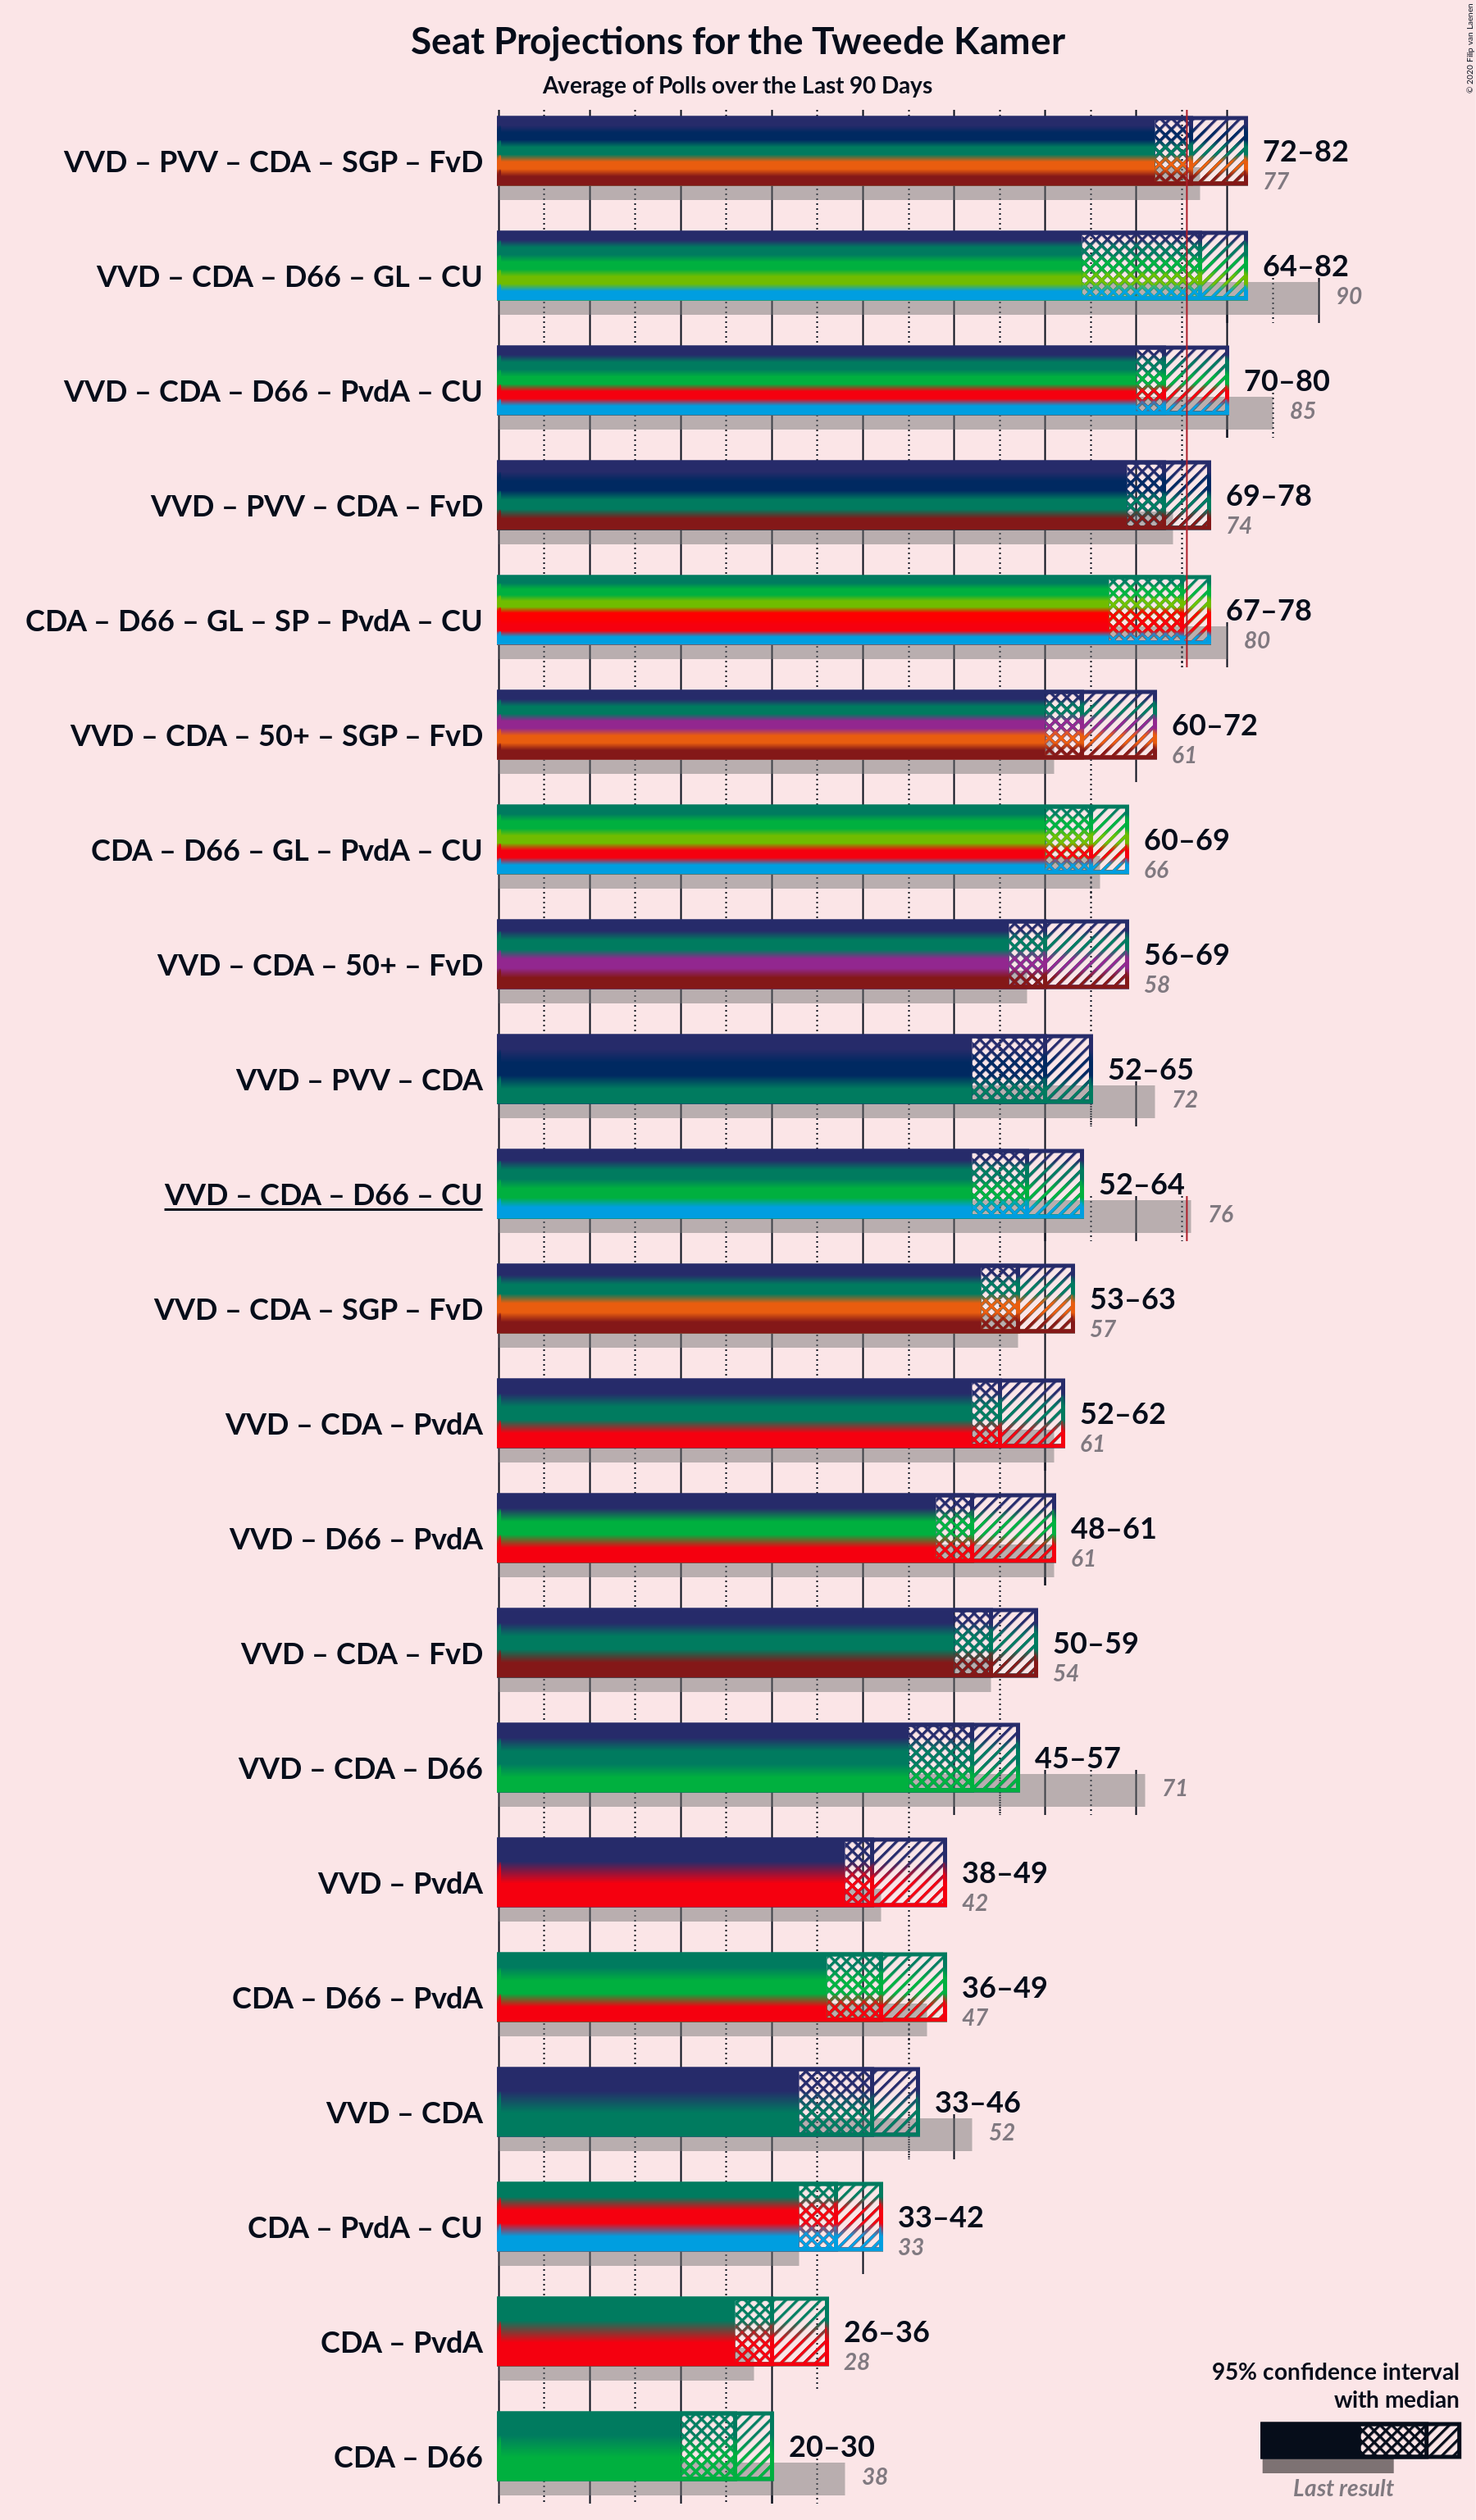 Seat Projections for the Tweede Kamer
Average of Polls over the Last 90 Days
© 2020 Filip van Laenen
VVD – PVV – CDA – SGP – FvD
72–82
77
VVD – CDA – D66 – GL – CU
64–82
90
VVD – CDA – D66 – PvdA – CU
70–80
85
VVD – PVV – CDA – FvD
69–78
74
CDA – D66 – GL – SP – PvdA – CU
67–78
80
VVD – CDA – 50+ – SGP – FvD
60–72
61
CDA – D66 – GL – PvdA – CU
60–69
66
VVD – CDA – 50+ – FvD
56–69
58
VVD – PVV – CDA
52–65
72
VVD – CDA – D66 – CU
52–64
76
VVD – CDA – SGP – FvD
53–63
57
VVD – CDA – PvdA
52–62
61
VVD – D66 – PvdA
48–61
61
VVD – CDA – FvD
50–59
54
VVD – CDA – D66
45–57
71
VVD – PvdA
38–49
42
CDA – D66 – PvdA
36–49
47
VVD – CDA
33–46
52
CDA – PvdA – CU
33–42
33
CDA – PvdA
26–36
28
CDA – D66
20–30
38
95% confidence interval
with median
Last result